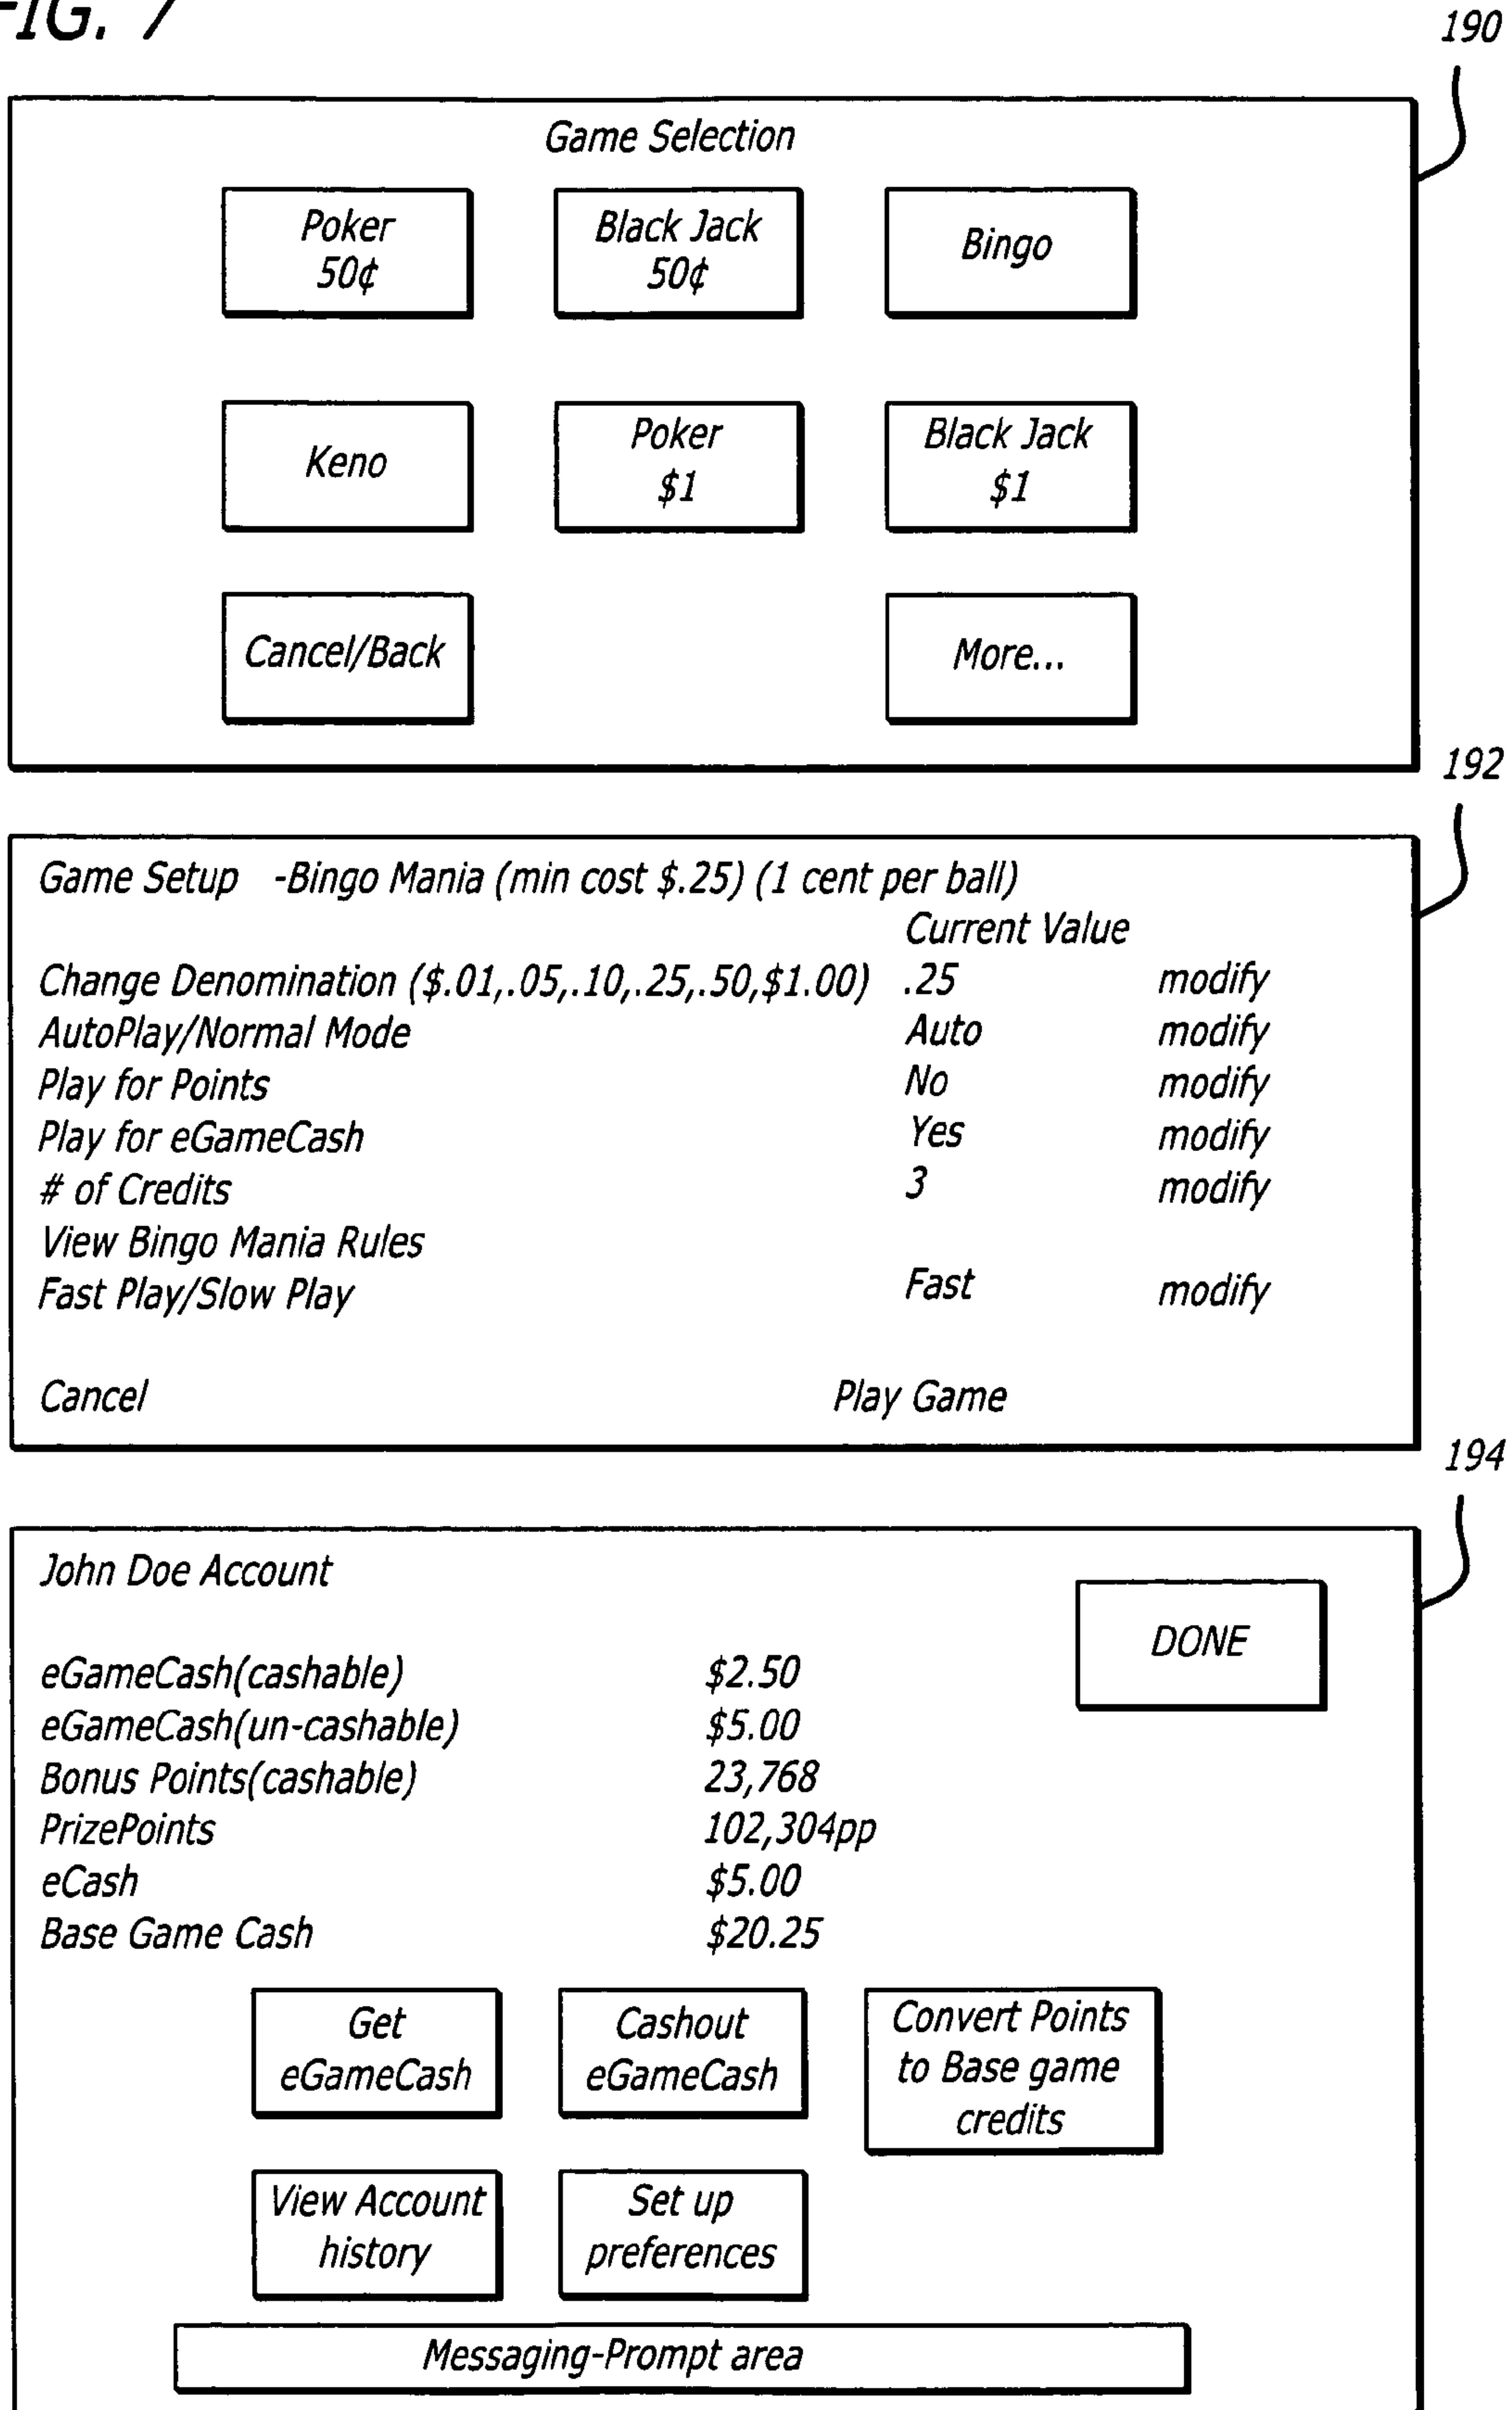 FIG. 7
190
Game Selection
Poker
50¢
Black Jack
50¢
Bingo
Keno
Poker
$1
Black Jack
$1
Cancel/Back
More...
192
Game Setup -Bingo Mania (min cost $.25) (1 cent per ball)
Current Value
Change Denomination ($.01,.05,.10,.25,.50,$1.00) .25 modify
AutoPlay/Normal Mode Auto modify
Play for Points No modify
Play for eGameCash Yes modify
# of Credits 3 modify
View Bingo Mania Rules
Fast Play/Slow Play Fast modify
Cancel Play Game
194
John Doe Account
DONE
eGameCash(cashable) $2.50
eGameCash(un-cashable) $5.00
Bonus Points(cashable) 23,768
PrizePoints 102,304pp
eCash $5.00
Base Game Cash $20.25
Get
eGameCash
Cashout
eGameCash
Convert Points
to Base game
credits
View Account
history
Set up
preferences
Messaging-Prompt area